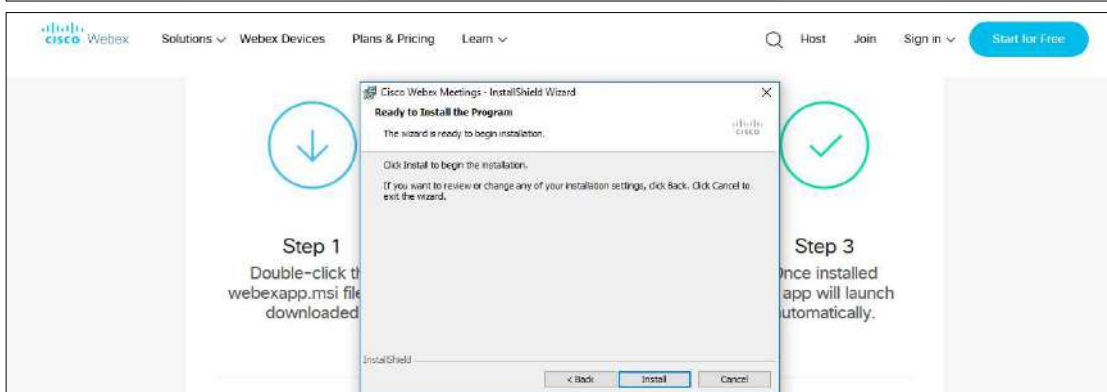 cisco Webex Solutions Webex Devices Plans & Pricing Learn Host Join Sign in Start for Free
Cisco Webex Meetings - InstallShield Wizard
Ready to Install the Program
The wizard is ready to begin installation.
cisco
Click Install to begin the installation.
If you want to review or change any of your installation settings, click Back. Click Cancel to
exit the wizard.
InstallShield
< Back Install Cancel
Step 1
Double-click th
webexapp.msi file
downloaded
Step 3
Once installed
app will launch
automatically.